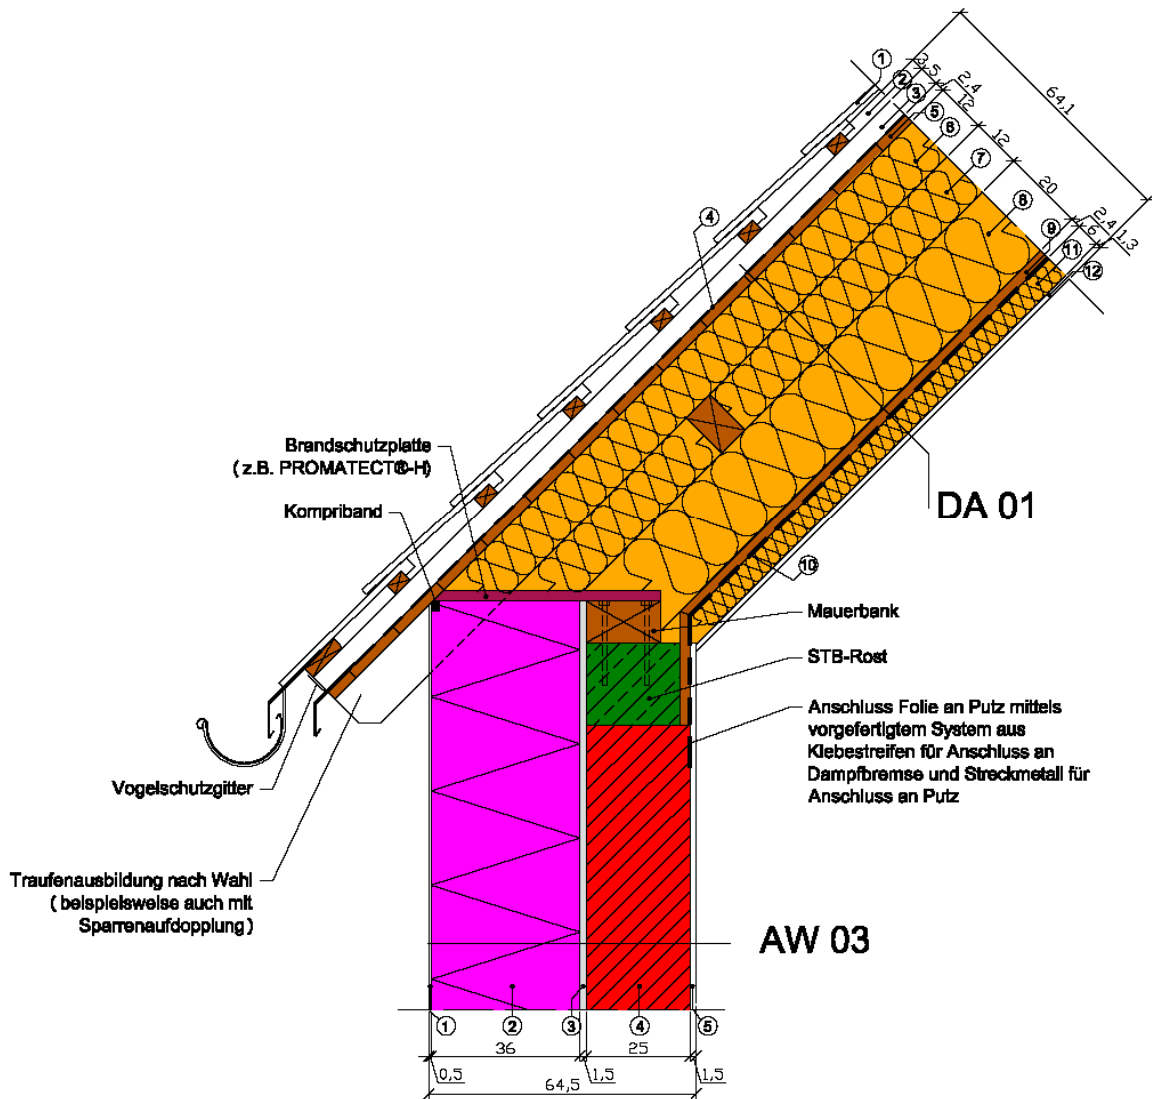 64,1
3
5
2,4
12
12
20
2,4
6
1,3
1
2
3
5
6
7
8
9
11
12
4
10
Brandschutzplatte
( z.B. PROMATECT®-H)
Kompriband
DA 01
Mauerbank
STB-Rost
Anschluss Folie an Putz mittels
vorgefertigtem System aus
Klebestreifen für Anschluss an
Dampfbremse und Streckmetall für
Anschluss an Putz
Vogelschutzgitter
Traufenausbildung nach Wahl
( beispielsweise auch mit
Sparrenaufdopplung )
AW 03
1 2 3 4 5
36 25
0,5 1,5 1,5
64,5